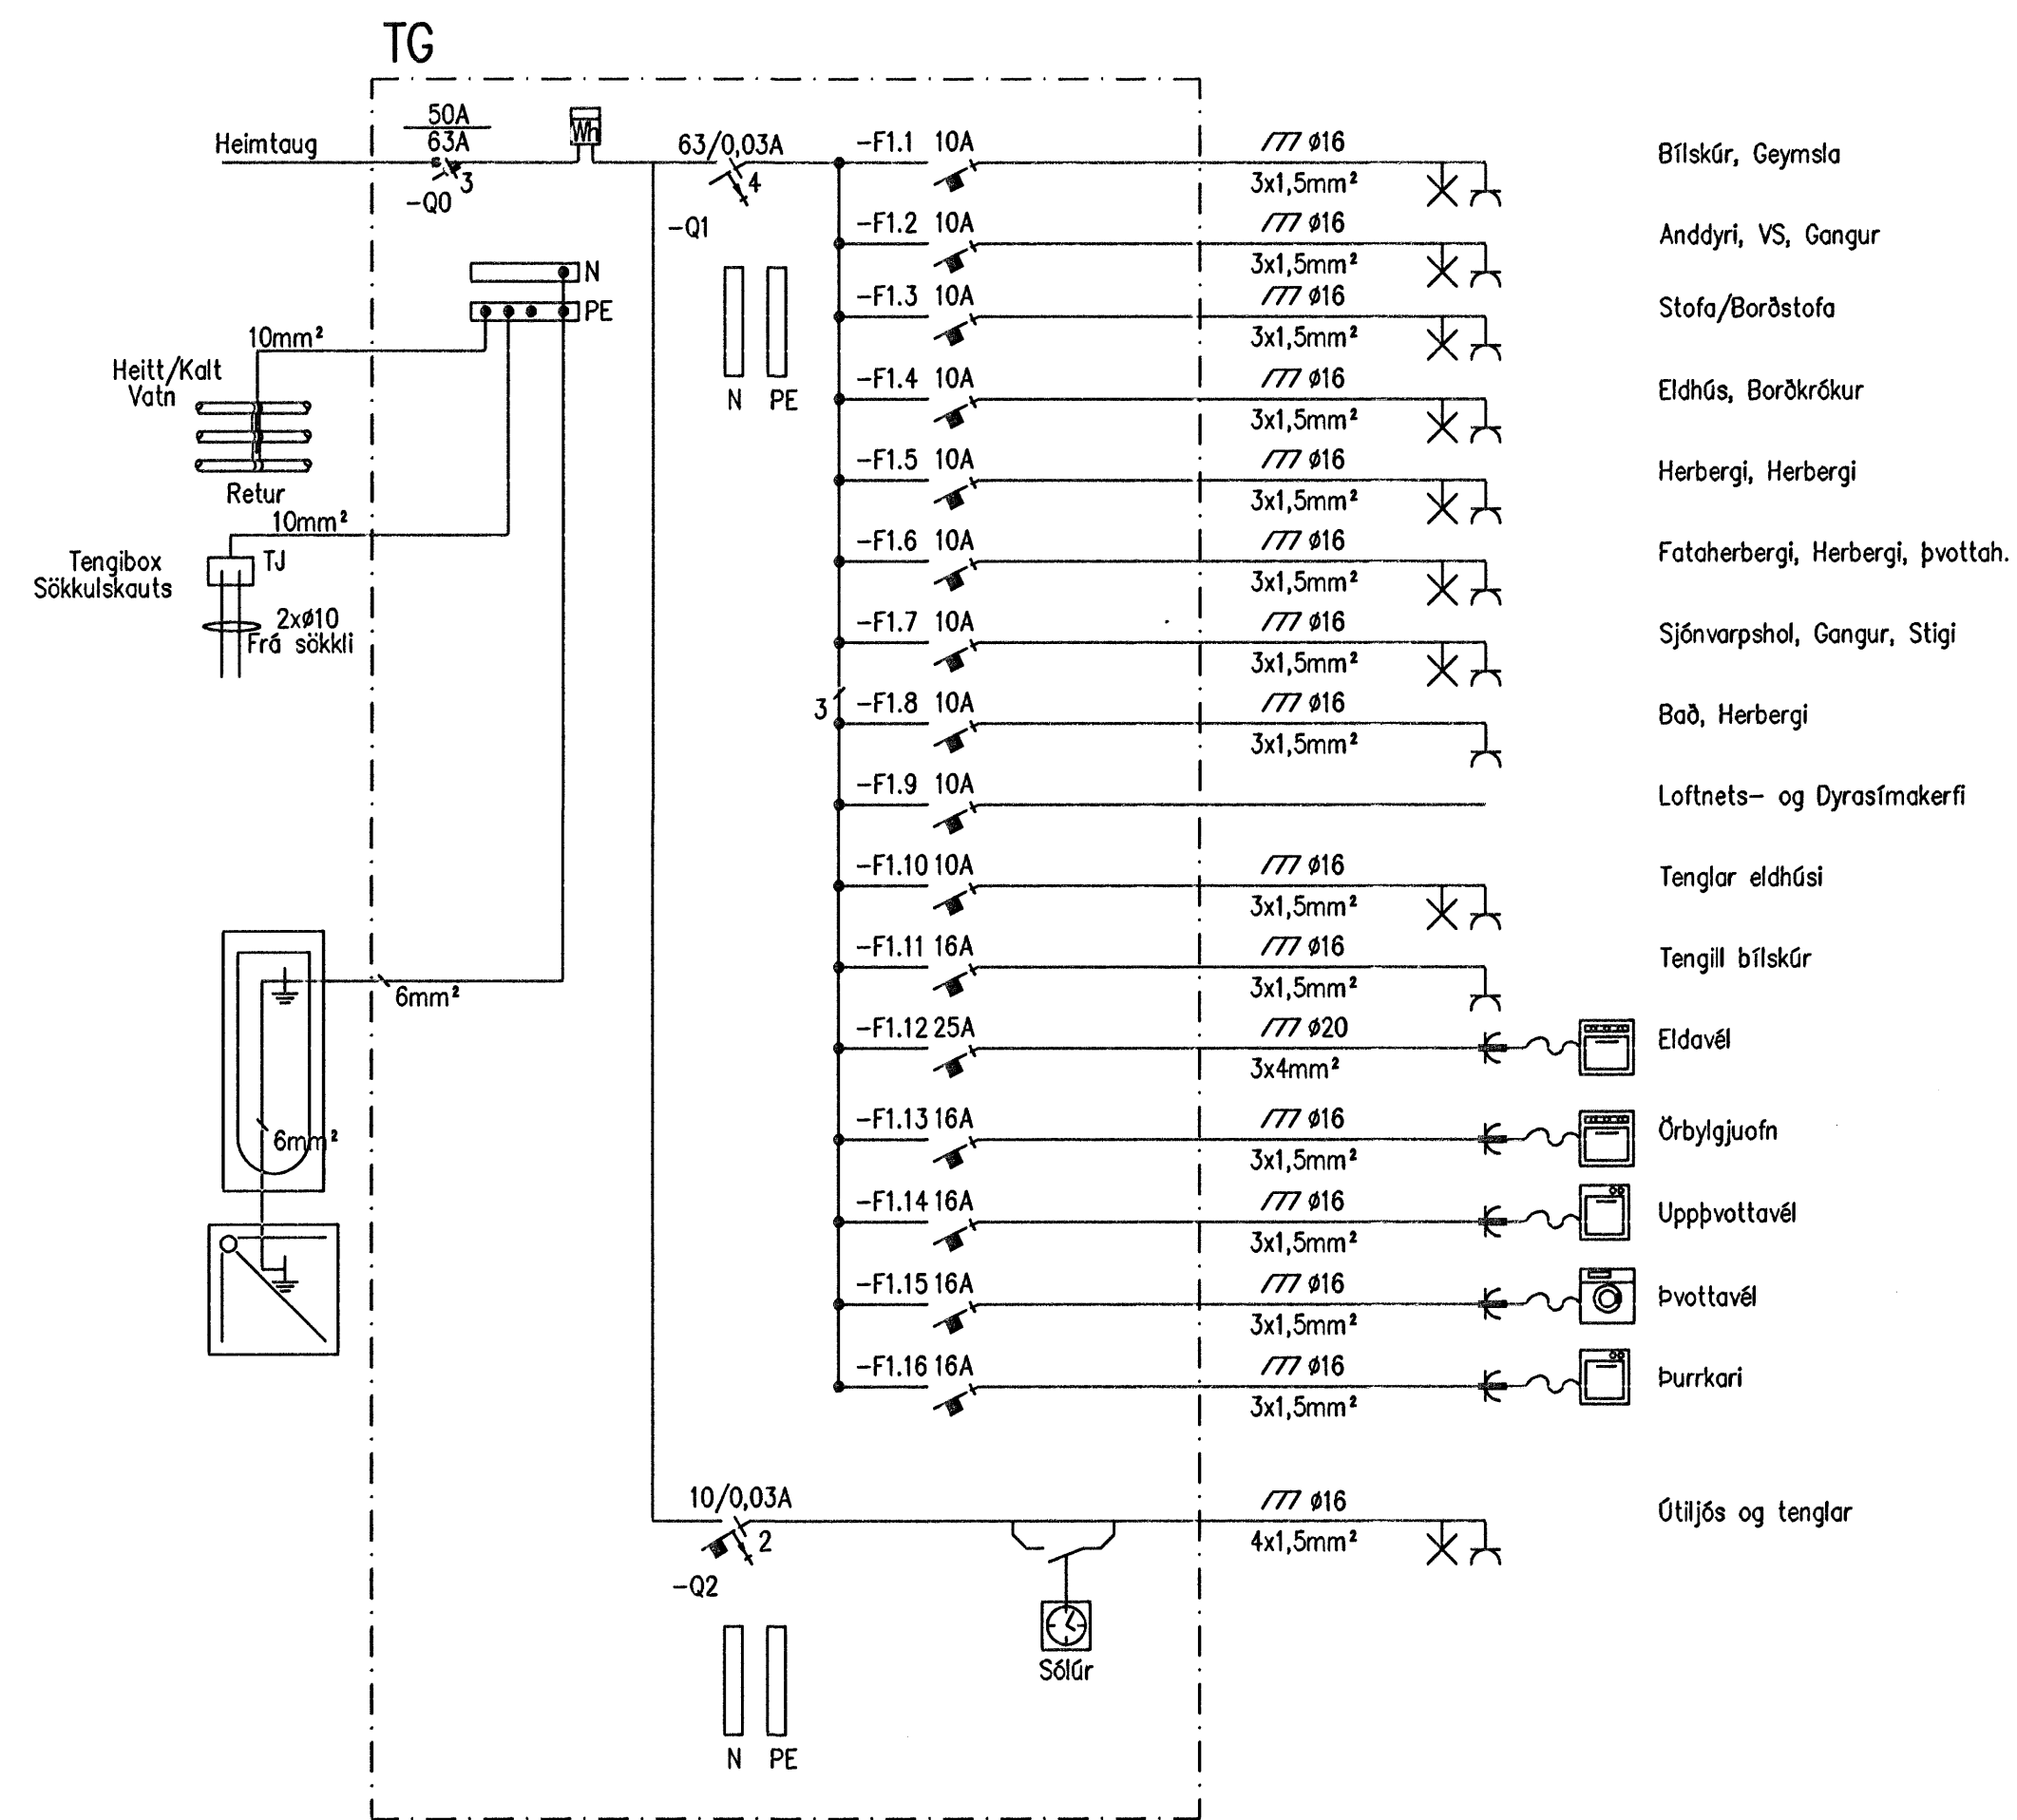 TG
Heimtaug
50A
63A
3
-Q0
Wh
63/0,03A
4
-Q1
N
PE
N PE
10mm²
Heitt/Kalt
Vatn
Retur
10mm²
Tengibox
Sökkulskauts
TJ
2xø10
Frá sökkli
6mm²
6mm²
3
-F1.1 10A ø16 3x1,5mm² Bílskúr, Geymsla
-F1.2 10A ø16 3x1,5mm² Anddyri, VS, Gangur
-F1.3 10A ø16 3x1,5mm² Stofa/Borðstofa
-F1.4 10A ø16 3x1,5mm² Eldhús, Borðkrókur
-F1.5 10A ø16 3x1,5mm² Herbergi, Herbergi
-F1.6 10A ø16 3x1,5mm² Fataherbergi, Herbergi, þvottah.
-F1.7 10A ø16 3x1,5mm² Sjónvarpshol, Gangur, Stigi
-F1.8 10A ø16 3x1,5mm² Bað, Herbergi
-F1.9 10A Loftnets- og Dyrasímakerfi
-F1.10 10A ø16 3x1,5mm² Tenglar eldhúsi
-F1.11 16A ø16 3x1,5mm² Tengill bílskúr
-F1.12 25A ø20 3x4mm² Eldavél
-F1.13 16A ø16 3x1,5mm² Örbylgjuofn
-F1.14 16A ø16 3x1,5mm² Uppþvottavél
-F1.15 16A ø16 3x1,5mm² Þvottavél
-F1.16 16A ø16 3x1,5mm² Þurrkari
10/0,03A
2
-Q2
ø16 4x1,5mm² Útiljós og tenglar
Sólúr
N PE